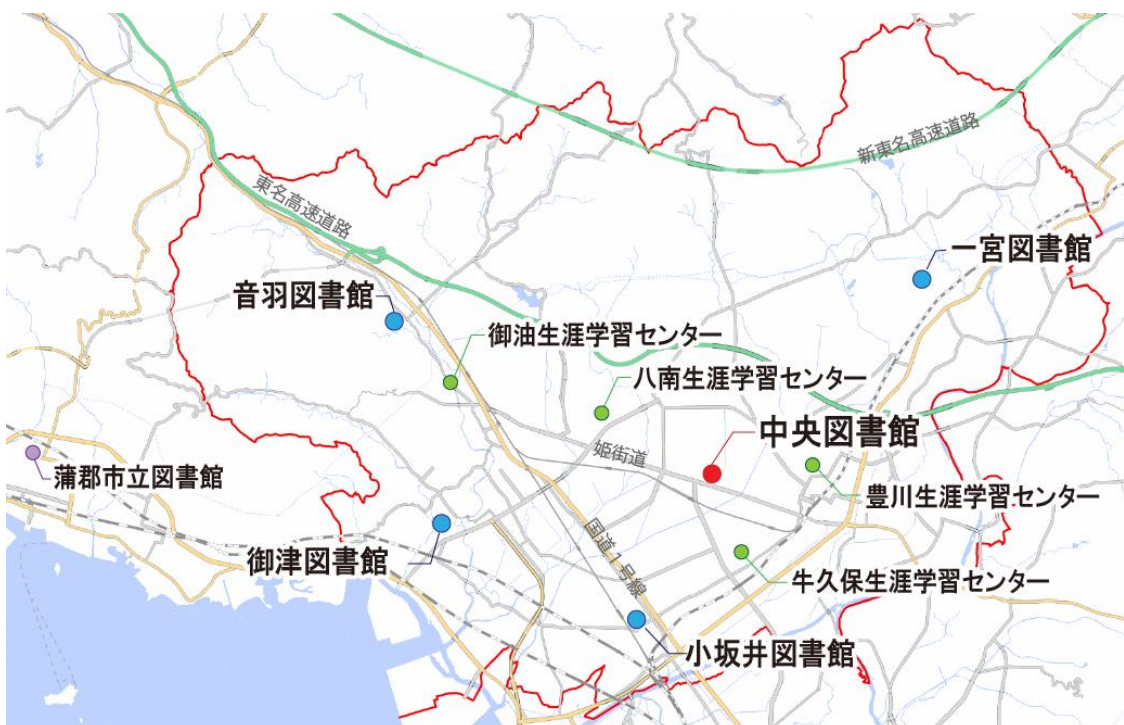 新東名高速道路
東名高速道路
一宮図書館
音羽図書館
御油生涯学習センター
八南生涯学習センター
中央図書館
姫街道
蒲郡市立図書館
豊川生涯学習センター
国道1号線
御津図書館
牛久保生涯学習センター
小坂井図書館